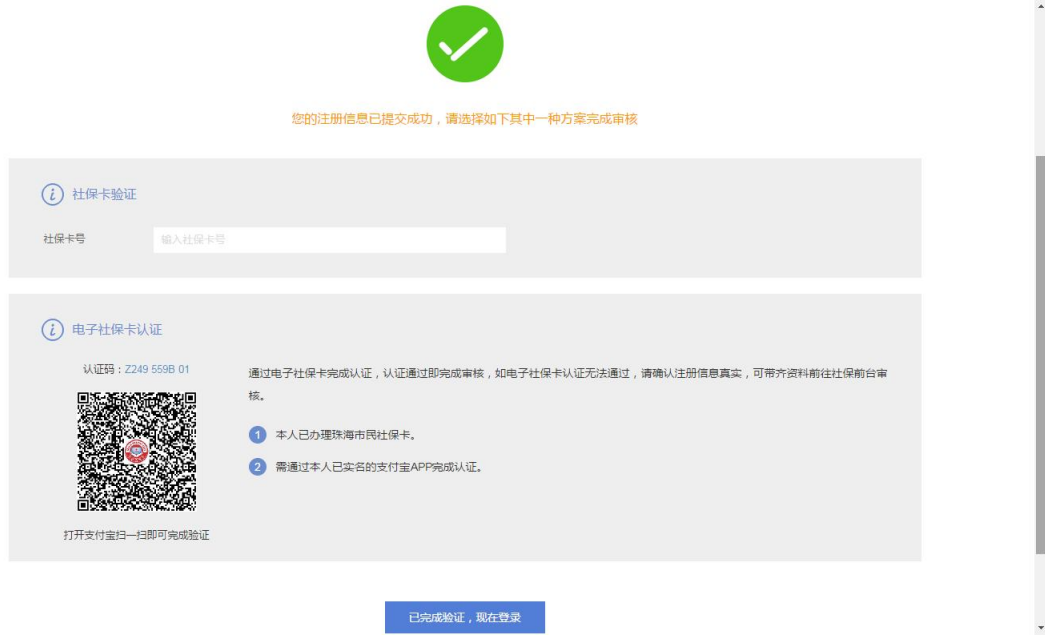 您的注册信息已提交成功，请选择如下其中一种方案完成审核
社保卡验证
社保卡号
输入社保卡号
电子社保卡认证
认证码：Z249 559B 01
通过电子社保卡完成认证，认证通过即完成审核，如电子社保卡认证无法通过，请确认注册信息真实，可带齐资料前往社保前台审
核。
1 本人已办理珠海市民社保卡。
2 需通过本人已实名的支付宝APP完成认证。
打开支付宝扫一扫即可完成验证
已完成验证，现在登录